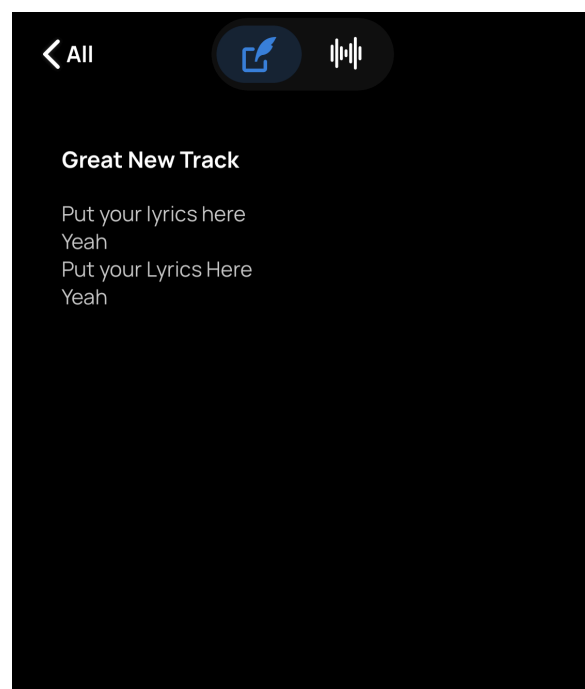 All
Great New Track
Put your lyrics here
Yeah
Put your Lyrics Here
Yeah